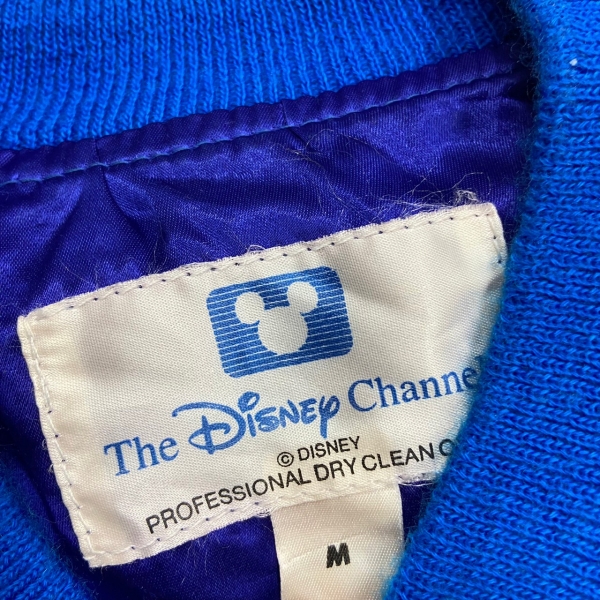 The Disney Channel
© DISNEY
PROFESSIONAL DRY CLEAN O
M